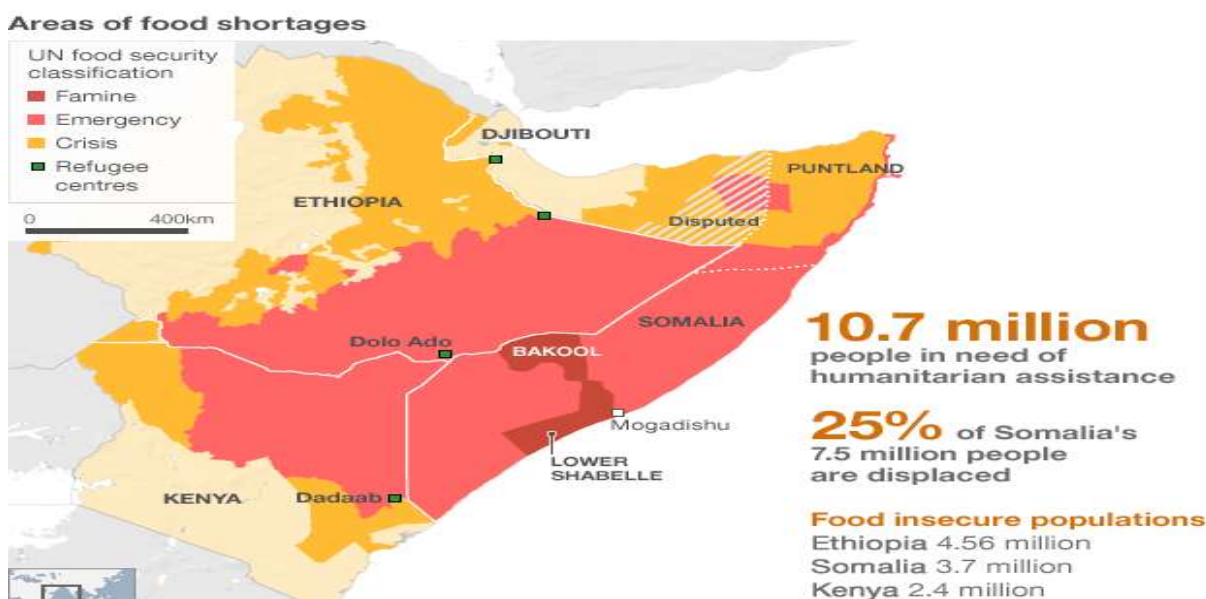 Areas of food shortages
UN food security
classification
Famine
Emergency
Crisis
Refugee
centres
0 400km
DJIBOUTI
PUNTLAND
ETHIOPIA
Disputed
SOMALIA
Dolo Ado
BAKOOL
Mogadishu
LOWER
SHABELLE
KENYA
Dadaab
10.7 million
people in need of
humanitarian assistance
25% of Somalia's
7.5 million people
are displaced
Food insecure populations
Ethiopia 4.56 million
Somalia 3.7 million
Kenya 2.4 million